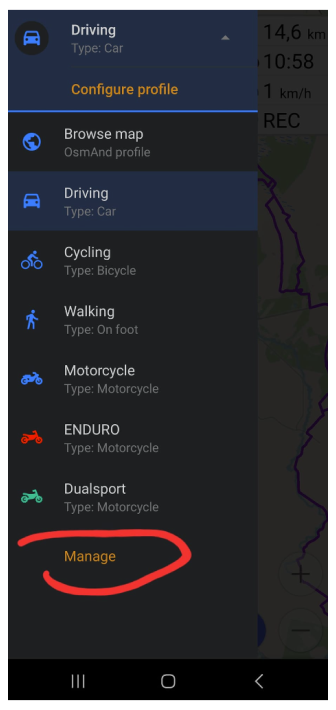 Driving
Type: Car
14,6 km
10:58
Configure profile
1 km/h
REC
Browse map
OsmAnd profile
Driving
Type: Car
Cycling
Type: Bicycle
Walking
Type: On foot
Motorcycle
Type: Motorcycle
ENDURO
Type: Motorcycle
Dualsport
Type: Motorcycle
Manage